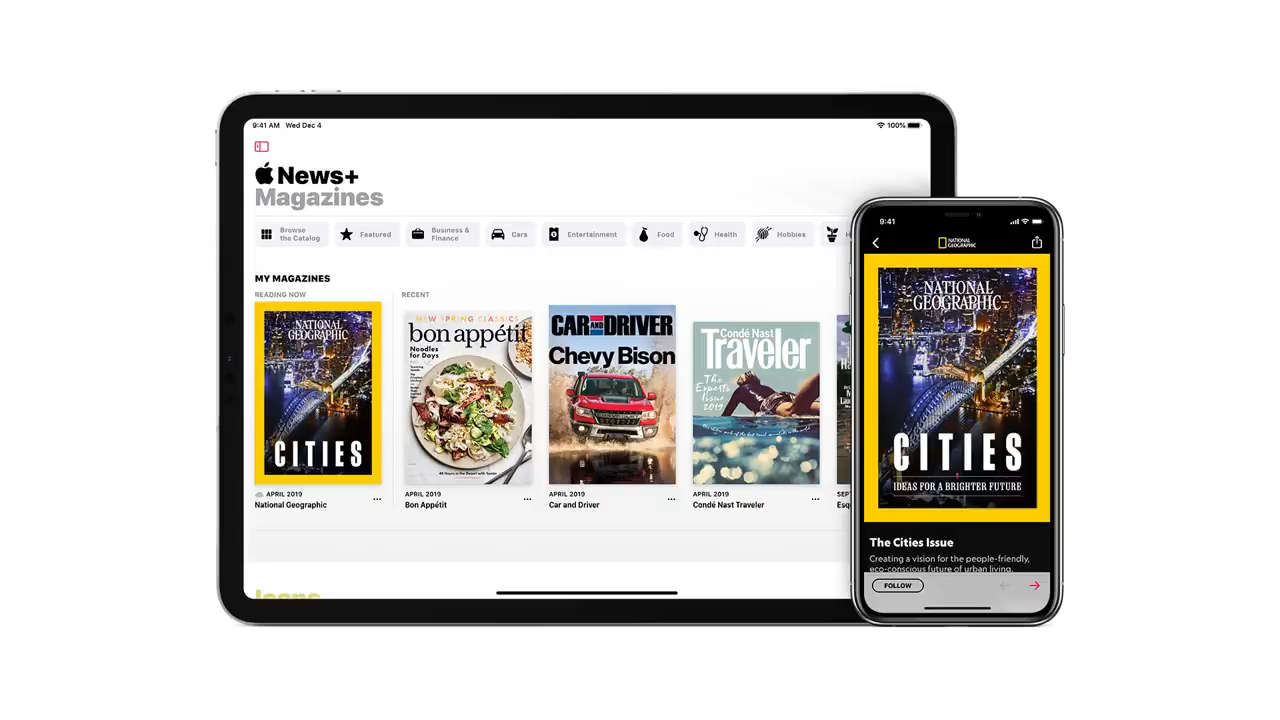 9:41 AM Wed Dec 4
100%
News+
Magazines
Browse
the Catalog
Featured
Business &
Finance
Cars
Entertainment
Food
Health
Hobbies
H
MY MAGAZINES
READING NOW
RECENT
NATIONAL
GEOGRAPHIC
CITIES
APRIL 2019
National Geographic
NEW SPRING CLASSICS
bon appétit
Noodles
for Days
APRIL 2019
Bon Appétit
CAR AND DRIVER
Chevy Bison
APRIL 2019
Car and Driver
Condé Nast
Traveler
The
Experts
Issue
2019
APRIL 2019
Condé Nast Traveler
SEP
Esq
Icons
9:41
NATIONAL
GEOGRAPHIC
NATIONAL
GEOGRAPHIC
CITIES
IDEAS FOR A BRIGHTER FUTURE
The Cities Issue
Creating a vision for the people-friendly,
eco-conscious future of urban living.
FOLLOW